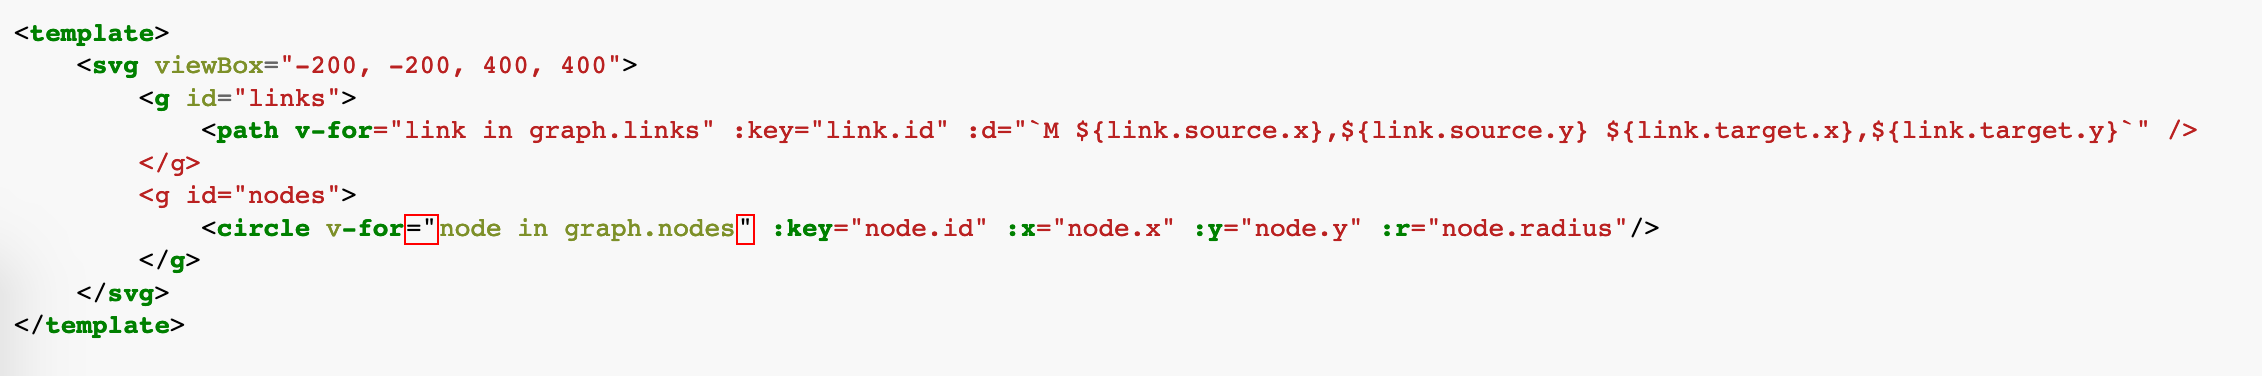 <template>
    <svg viewBox="-200, -200, 400, 400">
        <g id="links">
            <path v-for="link in graph.links" :key="link.id" :d="`M ${link.source.x},${link.source.y} ${link.target.x},${link.target.y}`" />
        </g>
        <g id="nodes">
            <circle v-for="node in graph.nodes" :key="node.id" :x="node.x" :y="node.y" :r="node.radius"/>
        </g>
    </svg>
</template>